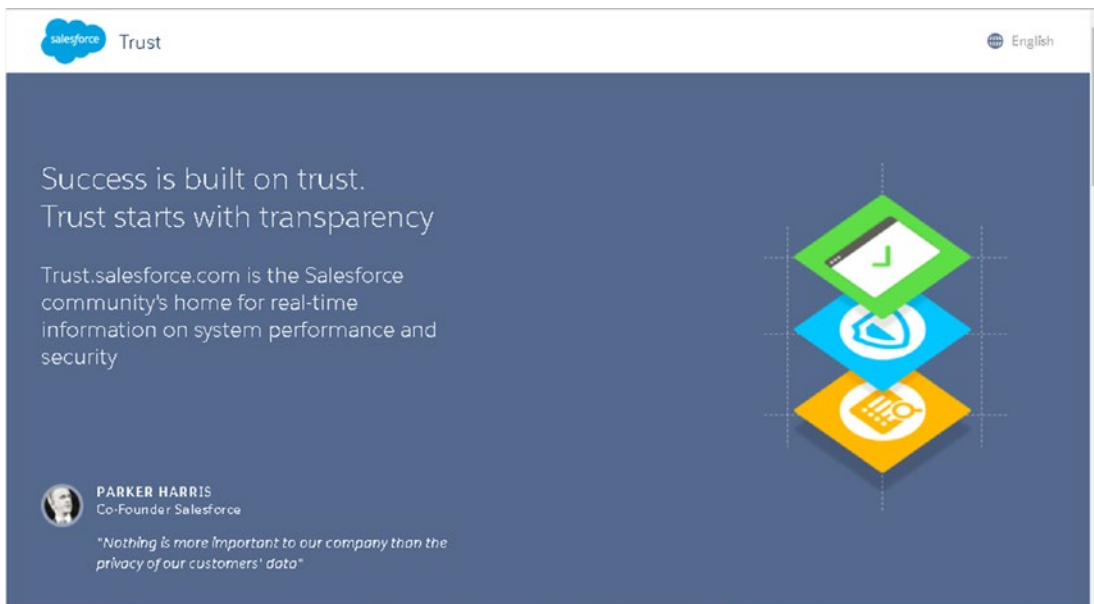 salesforce Trust
English
Success is built on trust.
Trust starts with transparency
Trust.salesforce.com is the Salesforce
community's home for real-time
information on system performance and
security
PARKER HARRIS
Co-Founder Salesforce
"Nothing is more important to our company than the
privacy of our customers' data"